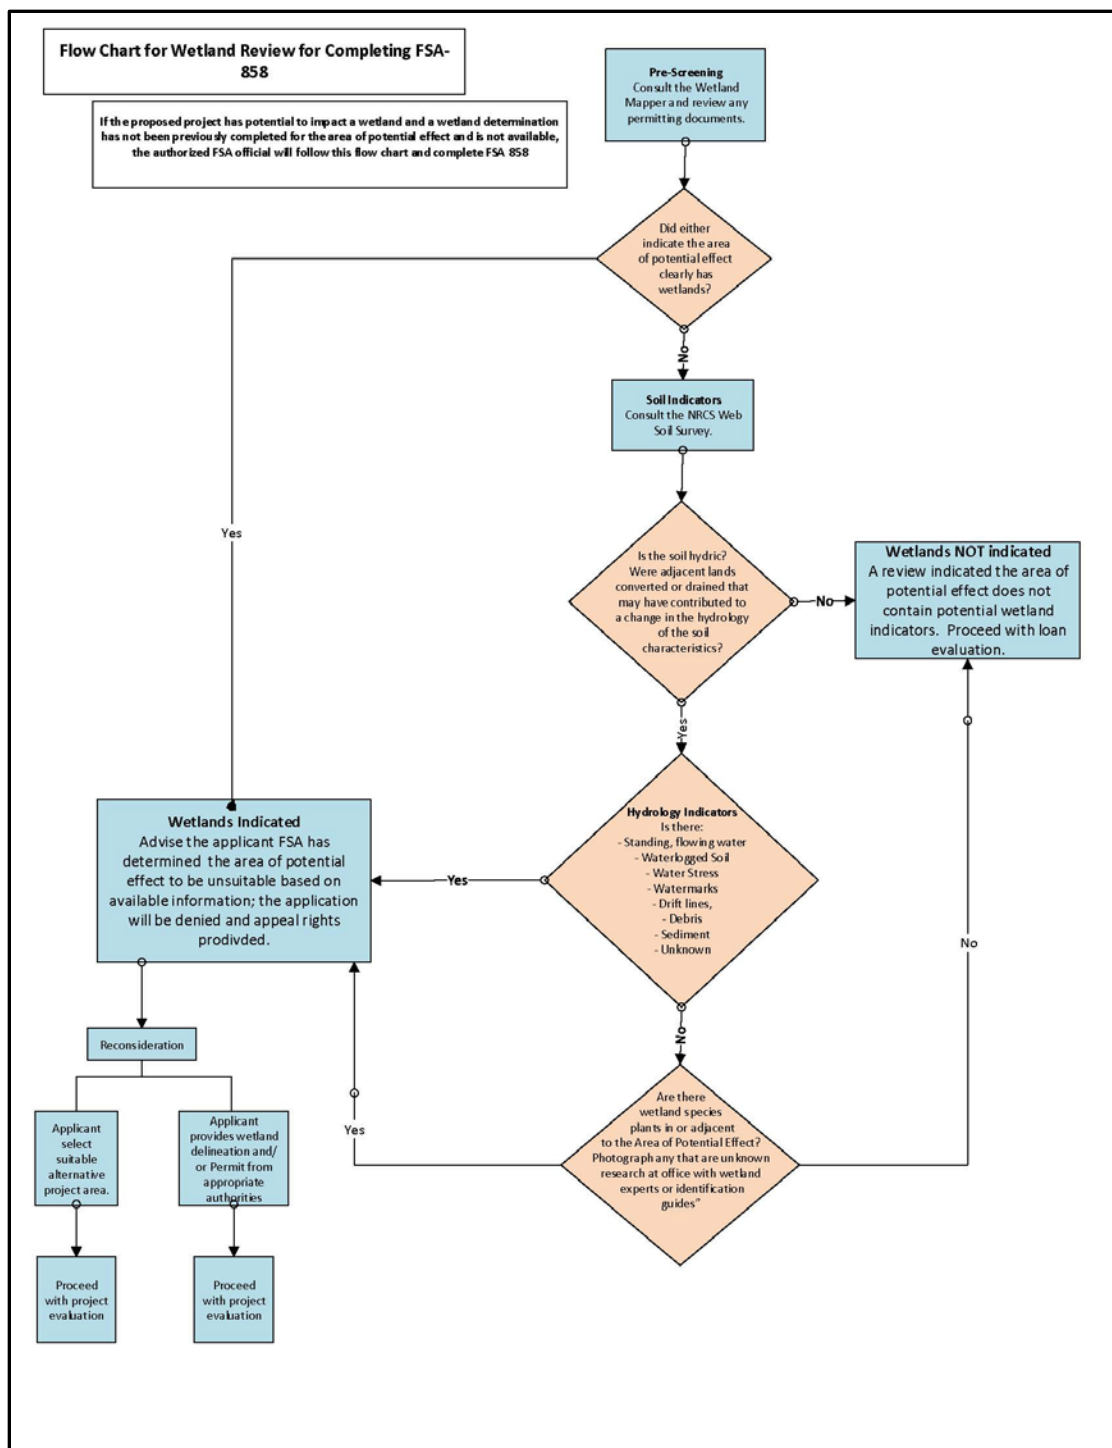 Flow Chart for Wetland Review for Completing FSA-
858
If the proposed project has potential to impact a wetland and a wetland determination
has not been previously completed for the area of potential effect and is not available,
the authorized FSA official will follow this flow chart and complete FSA 858
Pre-Screening
Consult the Wetland
Mapper and review any
permitting documents.
Did either
indicate the area
of potential effect
clearly has
wetlands?
Yes
No
Soil Indicators
Consult the NRCS Web
Soil Survey.
Is the soil hydric?
Were adjacent lands
converted or drained that
may have contributed to
a change in the hydrology
of the soil
characteristics?
No
Wetlands NOT indicated
A review indicated the area of
potential effect does not
contain potential wetland
indicators. Proceed with loan
evaluation.
Yes
Hydrology Indicators
Is there:
- Standing, flowing water
- Waterlogged Soil
- Water Stress
- Watermarks
- Drift lines,
- Debris
- Sediment
- Unknown
Yes
Wetlands Indicated
Advise the applicant FSA has
determined the area of potential
effect to be unsuitable based on
available information; the application
will be denied and appeal rights
prodivded.
No
No
Are there
wetland species
plants in or adjacent
to the Area of Potential Effect?
Photograph any that are unknown
research at office with wetland
experts or identification
guides"
Yes
Reconsideration
Applicant
select
suitable
alternative
project area.
Applicant
provides wetland
delineation and/
or Permit from
appropriate
authorities
Proceed
with project
evaluation
Proceed
with project
evaluation